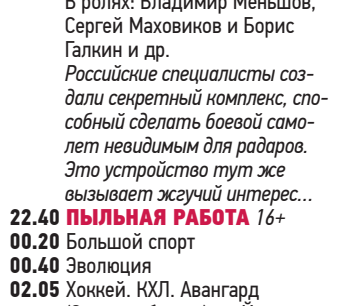 В ролях: Владимир Меньшов,
Сергей Маховиков и Борис
Галкин и др.
Российские специалисты соз-
дали секретный комплекс, спо-
собный сделать боевой само-
лет невидимым для радаров.
Это устройство тут же
вызывает жгучий интерес...
22.40 ПЫЛЬНАЯ РАБОТА 16+
00.20 Большой спорт
00.40 Эволюция
02.05 Хоккей. КХЛ. Авангард